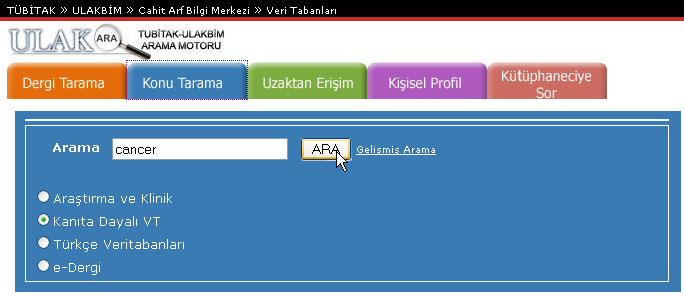 TÜBİTAK » ULAKBİM » Cahit Arf Bilgi Merkezi » Veri Tabanları
ULAK ARA TUBİTAK-ULAKBİM
ARAMA MOTORU
Dergi Tarama Konu Tarama Uzaktan Erişim Kişisel Profil Kütüphaneciye
Sor
Arama cancer ARA Gelişmiş Arama
Araştırma ve Klinik
Kanıta Dayalı VT
Türkçe Veritabanları
e-Dergi